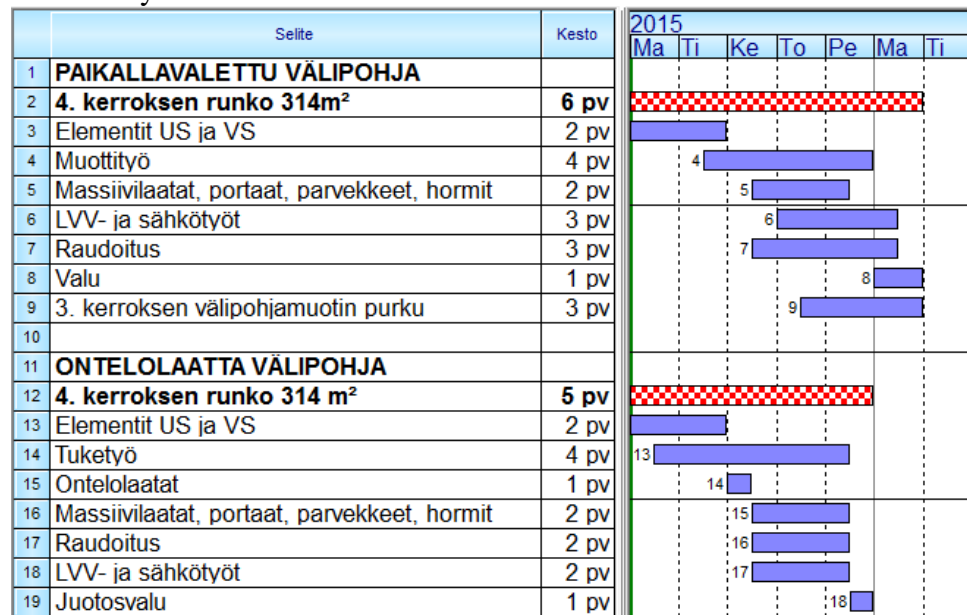 Selite Kesto 2015
Ma Ti Ke To Pe Ma Ti
1 PAIKALLAVALETTU VÄLIPOHJA
2 4. kerroksen runko 314m² 6 pv
3 Elementit US ja VS 2 pv
4 Muottityö 4 pv 4
5 Massiivilaatat, portaat, parvekkeet, hormit 2 pv 5
6 LVV- ja sähkötyöt 3 pv 6
7 Raudoitus 3 pv 7
8 Valu 1 pv 8
9 3. kerroksen välipohjamuotin purku 3 pv 9
10
11 ONTELOLAATTA VÄLIPOHJA
12 4. kerroksen runko 314 m² 5 pv
13 Elementit US ja VS 2 pv
14 Tuketyö 4 pv 13
15 Ontelolaatat 1 pv 14
16 Massiivilaatat, portaat, parvekkeet, hormit 2 pv 15
17 Raudoitus 2 pv 16
18 LVV- ja sähkötyöt 2 pv 17
19 Juotosvalu 1 pv 18